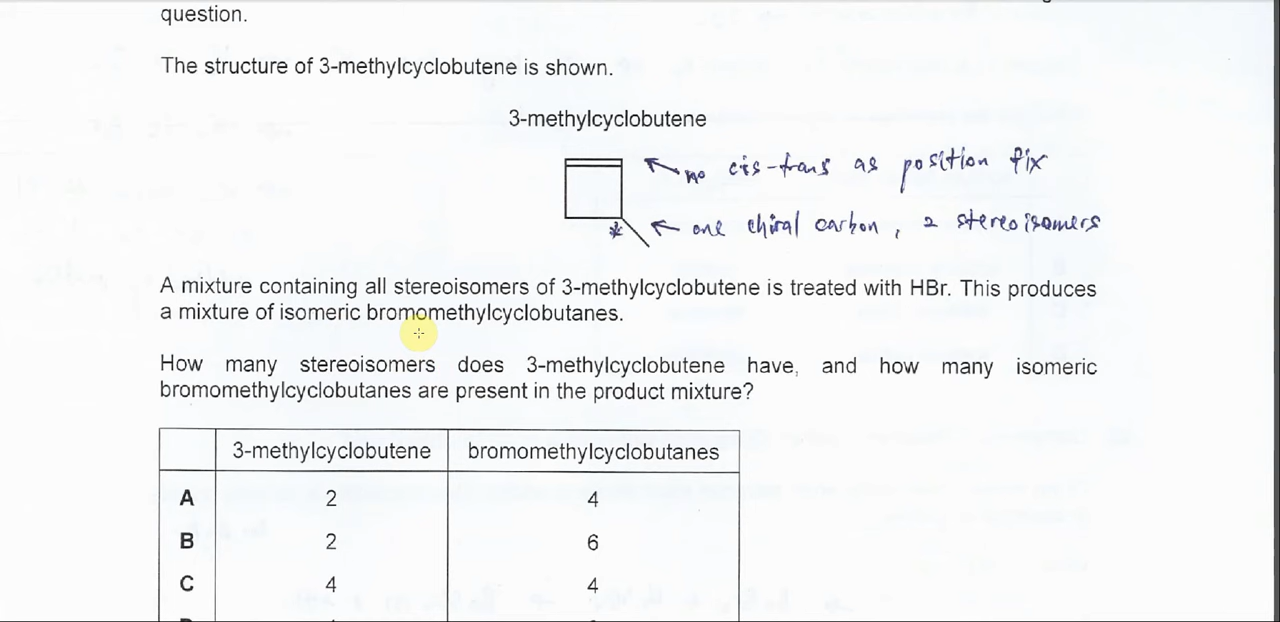 question.
The structure of 3-methylcyclobutene is shown.
3-methylcyclobutene
no cis-trans as position fix
* one chiral carbon, 2 stereoisomers
A mixture containing all stereoisomers of 3-methylcyclobutene is treated with HBr. This produces
a mixture of isomeric bromomethylcyclobutanes.
How many stereoisomers does 3-methylcyclobutene have, and how many isomeric
bromomethylcyclobutanes are present in the product mixture?
3-methylcyclobutene bromomethylcyclobutanes
A 2 4
B 2 6
C 4 4